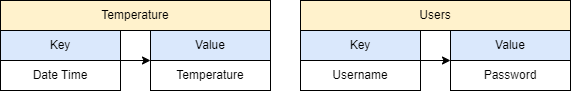 Temperature
Key Value
Date Time Temperature
Users
Key Value
Username Password